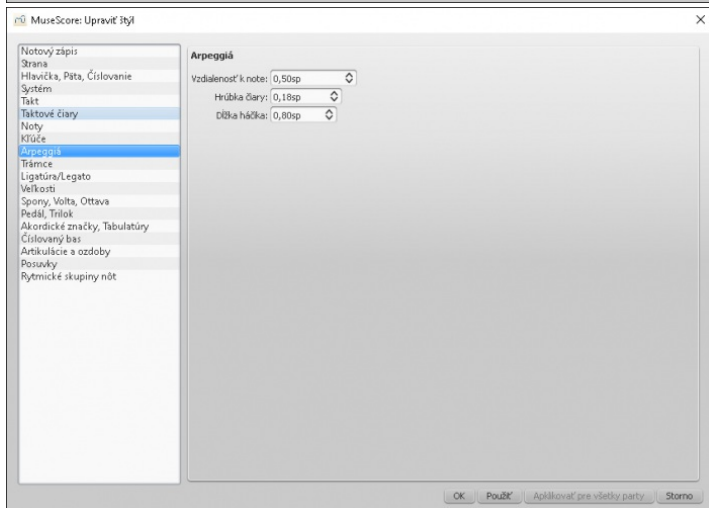 MuseScore: Upraviť štýl
Notový zápis
Strana
Hlavička, Päta, Číslovanie
Systém
Takt
Taktové čiary
Noty
Kľúče
Arpeggiá
Trámce
Ligatúra/Legato
Veľkosti
Spony, Volta, Ottava
Pedál, Trilok
Akordické značky, Tabulatúry
Číslovaný bas
Artikulácie a ozdoby
Posuvky
Rytmické skupiny nôt
Arpeggiá
Vzdialenosť k note: 0,50sp
Hrúbka čiary: 0,18sp
Dĺžka háčika: 0,80sp
OK Použiť Aplikovať pre všetky party Storno